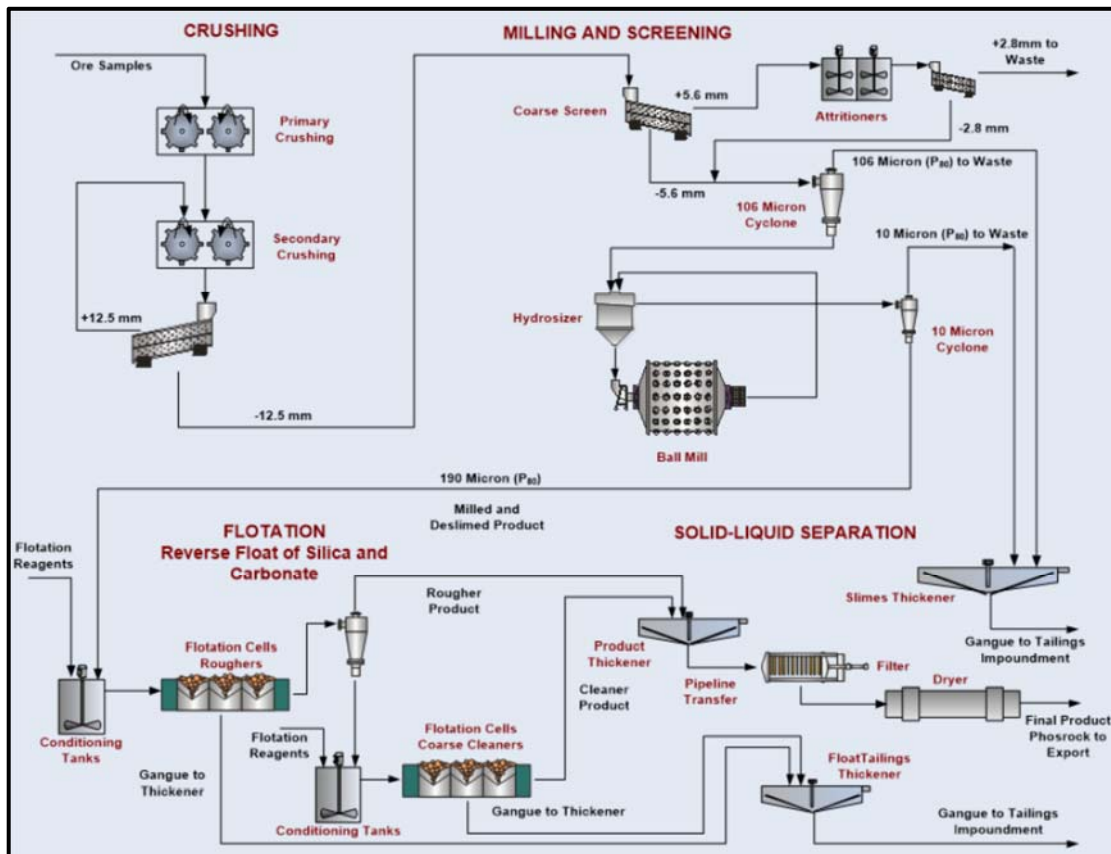 CRUSHING
Ore Samples
Primary
Crushing
Secondary
Crushing
+12.5 mm
-12.5 mm
MILLING AND SCREENING
+2.8mm to
Waste
Coarse Screen
+5.6 mm
Attritioners
-2.8 mm
-5.6 mm
106 Micron (P80) to Waste
106 Micron
Cyclone
10 Micron (P80) to Waste
Hydrosizer
10 Micron
Cyclone
Ball Mill
190 Micron (P80)
Milled and
Deslimed Product
FLOTATION
Reverse Float of Silica and
Carbonate
SOLID-LIQUID SEPARATION
Flotation
Reagents
Rougher
Product
Slimes Thickener
Gangue to Tailings
Impoundment
Flotation Cells
Roughers
Product
Thickener
Filter
Pipeline
Transfer
Dryer
Cleaner
Product
Final Product
Phosrock to
Export
Conditioning
Tanks
Flotation
Reagents
Flotation Cells
Coarse Cleaners
Gangue to
Thickener
FloatTailings
Thickener
Gangue to Thickener
Conditioning Tanks
Gangue to Tailings
Impoundment